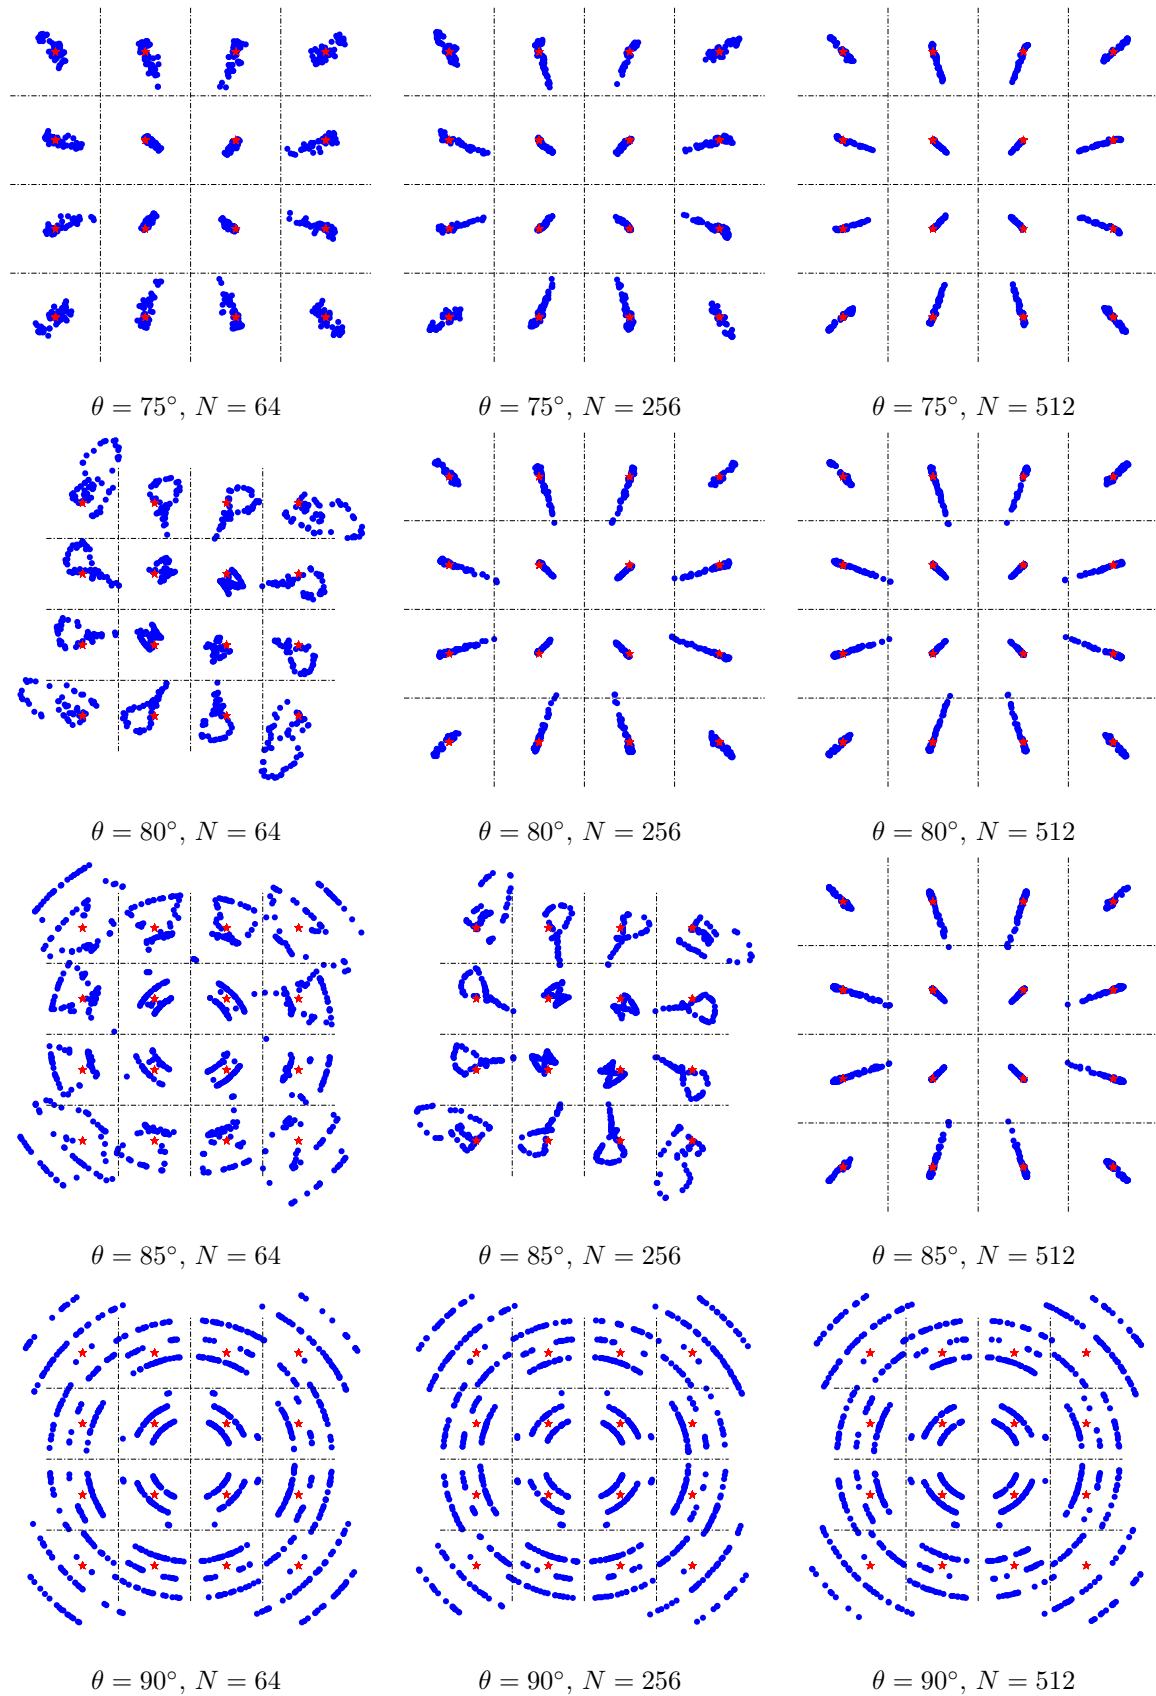 θ = 75°, N = 64
θ = 75°, N = 256
θ = 75°, N = 512
θ = 80°, N = 64
θ = 80°, N = 256
θ = 80°, N = 512
θ = 85°, N = 64
θ = 85°, N = 256
θ = 85°, N = 512
θ = 90°, N = 64
θ = 90°, N = 256
θ = 90°, N = 512